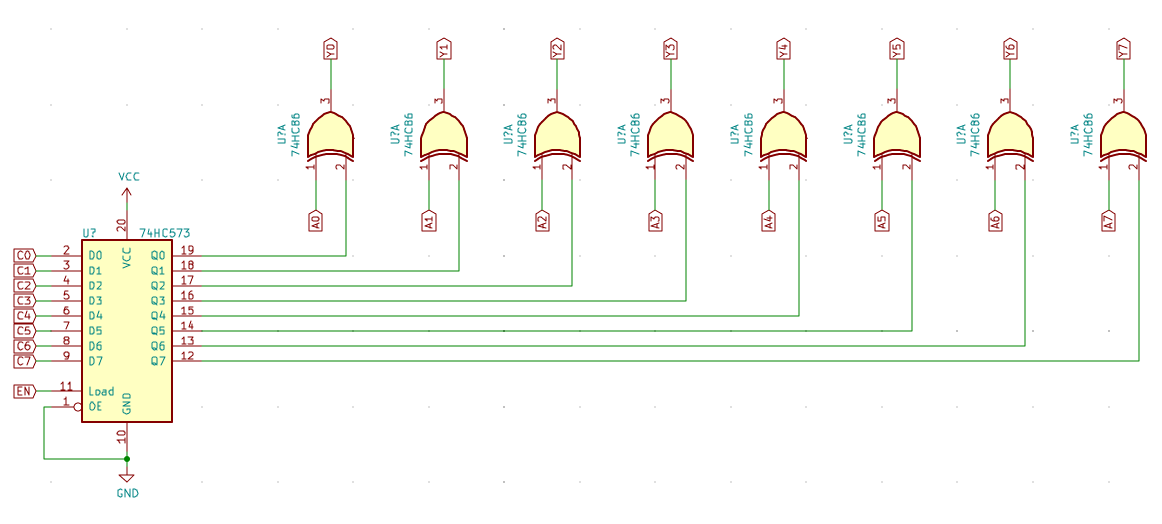 Y0 Y1 Y2 Y3 Y4 Y5 Y6 Y7
3 3 3 3 3 3 3 3
U?A 74HC86 U?A 74HC86 U?A 74HC86 U?A 74HC86 U?A 74HC86 U?A 74HC86 U?A 74HC86 U?A 74HC86
1 2 1 2 1 2 1 2 1 2 1 2 1 2 1 2
A0 A1 A2 A3 A4 A5 A6 A7
VCC
20
U? 74HC573
VCC
C0 2 D0 Q0 19
C1 3 D1 Q1 18
C2 4 D2 Q2 17
C3 5 D3 Q3 16
C4 6 D4 Q4 15
C5 7 D5 Q5 14
C6 8 D6 Q6 13
C7 9 D7 Q7 12
EN 11 Load
1 OE
GND
10
GND